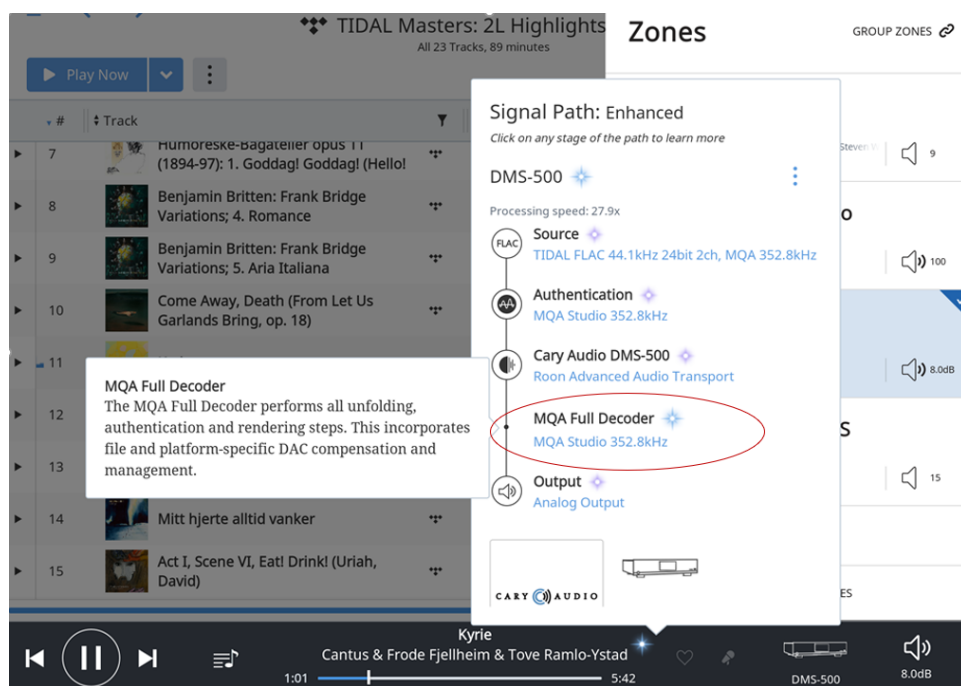 TIDAL Masters: 2L Highlights
All 23 Tracks, 89 minutes
Play Now
# Track
7
Humoreske-Bagateller opus 11
(1894-97): 1. Goddag! Goddag! (Hello!
8
Benjamin Britten: Frank Bridge
Variations; 4. Romance
9
Benjamin Britten: Frank Bridge
Variations; 5. Aria Italiana
10
Come Away, Death (From Let Us
Garlands Bring, op. 18)
11
12
13
14
Mitt hjerte alltid vanker
15
Act I, Scene VI, Eat! Drink! (Uriah,
David)
MQA Full Decoder
The MQA Full Decoder performs all unfolding,
authentication and rendering steps. This incorporates
file and platform-specific DAC compensation and
management.
Signal Path: Enhanced
Click on any stage of the path to learn more
DMS-500
Processing speed: 27.9x
FLAC
Source
TIDAL FLAC 44.1kHz 24bit 2ch, MQA 352.8kHz
Authentication
MQA Studio 352.8kHz
Cary Audio DMS-500
Roon Advanced Audio Transport
MQA Full Decoder
MQA Studio 352.8kHz
Output
Analog Output
CARY AUDIO
Zones
GROUP ZONES
Steven
9
o
100
8.0dB
S
15
ES
Kyrie
Cantus & Frode Fjellheim & Tove Ramlo-Ystad
1:01
5:42
DMS-500
8.0dB